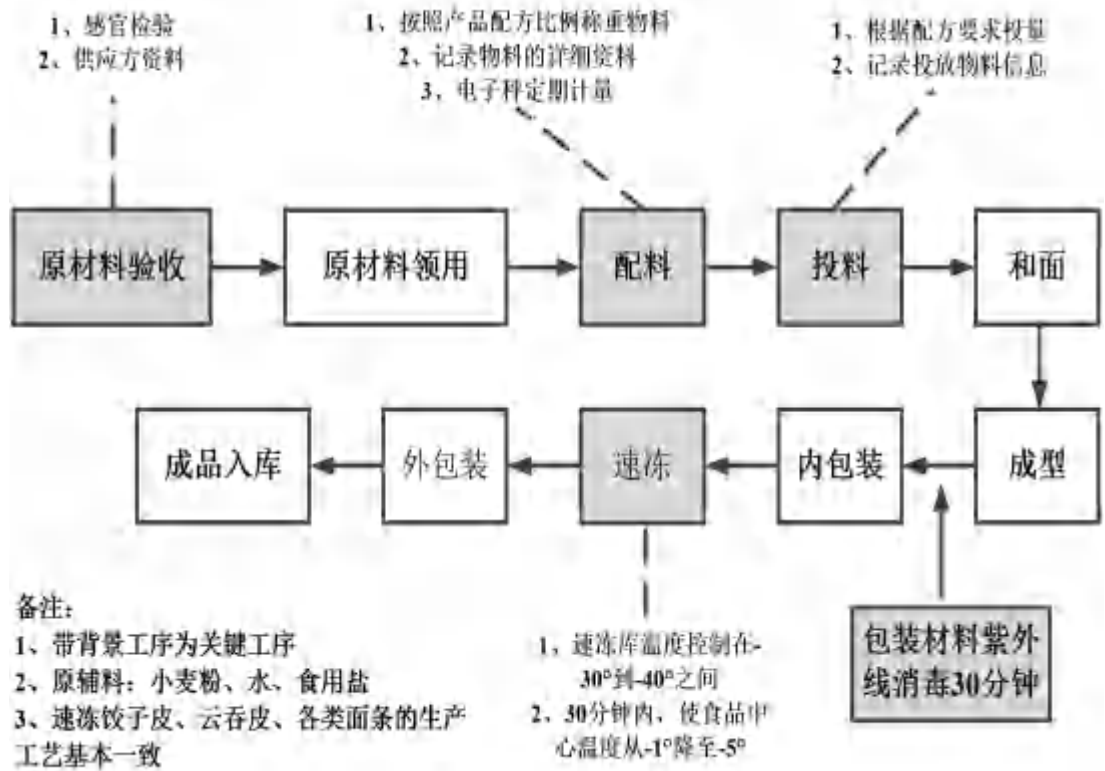 1、感官检验
2、供应方资料
1、按照产品配方比例称重物料
2、记录物料的詳细资料
3、电子秤定期计量
1、根据配方要求投量
2、记录投放物料信息
原材料验收
原材料领用
配料
投料
和面
成品入库
外包装
速冻
内包装
成型
备注：
1、带背景工序为关键工序
2、原辅料：小麦粉、水、食用盐
3、速冻饺子皮、云吞皮、各类面条的生产
工艺基本一致
1、速冻库温度控制在-
30°到-40°之间
2、30分钟内、使食品中
心温度从-1°降至-5°
包装材料紫外
线消毒30分钟